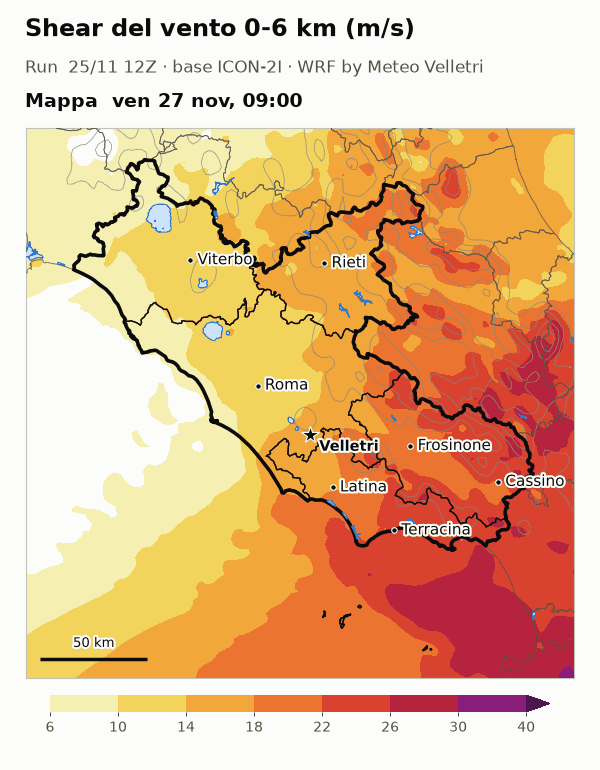 Shear del vento 0-6 km (m/s)
Run  25/11 12Z · base ICON-2I · WRF by Meteo Velletri
Mappa  ven 27 nov, 09:00
Viterbo
Rieti
Roma
Velletri
Frosinone
Latina
Cassino
Terracina
50 km
6 10 14 18 22 26 30 40